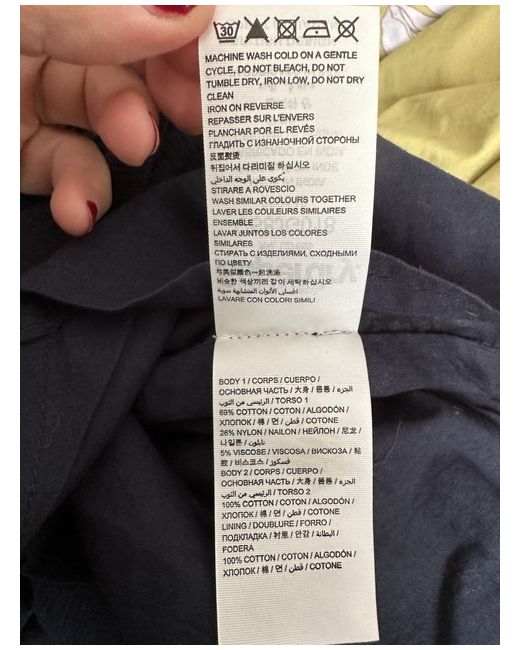 30
MACHINE WASH COLD ON A GENTLE
CYCLE, DO NOT BLEACH, DO NOT
TUMBLE DRY, IRON LOW, DO NOT DRY
CLEAN
IRON ON REVERSE
REPASSER SUR L'ENVERS
PLANCHAR POR EL REVÉS
ГЛАДИТЬ С ИЗНАНОЧНОЙ СТОРОНЫ
反面熨烫
뒤집어서 다리미질 하십시오
يُكوى على الوجه الداخلي
STIRARE A ROVESCIO
WASH SIMILAR COLOURS TOGETHER
LAVER LES COULEURS SIMILAIRES
ENSEMBLE
LAVAR JUNTOS LOS COLORES
SIMILARES
СТИРАТЬ С ИЗДЕЛИЯМИ, СХОДНЫМИ
ПО ЦВЕТУ
与类似颜色一起洗涤
비슷한 색상끼리 같이 세탁하십시오
اغسلي الألوان المتشابهة سوية
LAVARE CON COLORI SIMILI
BODY 1 / CORPS / CUERPO /
ОСНОВНАЯ ЧАСТЬ / 大身 / 몸통 / الجزء
الرئيسي من الثوب / TORSO 1
69% COTTON / COTON / ALGODÓN /
ХЛОПОК / 棉 / 면 / قطن / COTONE
26% NYLON / NAILON / НЕЙЛОН / 尼龙 /
나일론 / نايلون
5% VISCOSE / VISCOSA / ВИСКОЗА / 粘
胶 / 비스코스 / فسكوز
BODY 2 / CORPS / CUERPO /
ОСНОВНАЯ ЧАСТЬ / 大身 / 몸통 / الجزء
الرئيسي من الثوب / TORSO 2
100% COTTON / COTON / ALGODÓN /
ХЛОПОК / 棉 / 면 / قطن / COTONE
LINING / DOUBLURE / FORRO /
ПОДКЛАДКА / 衬里 / 안감 / البطانة /
FODERA
100% COTTON / COTON / ALGODÓN /
ХЛОПОК / 棉 / 면 / قطن / COTONE